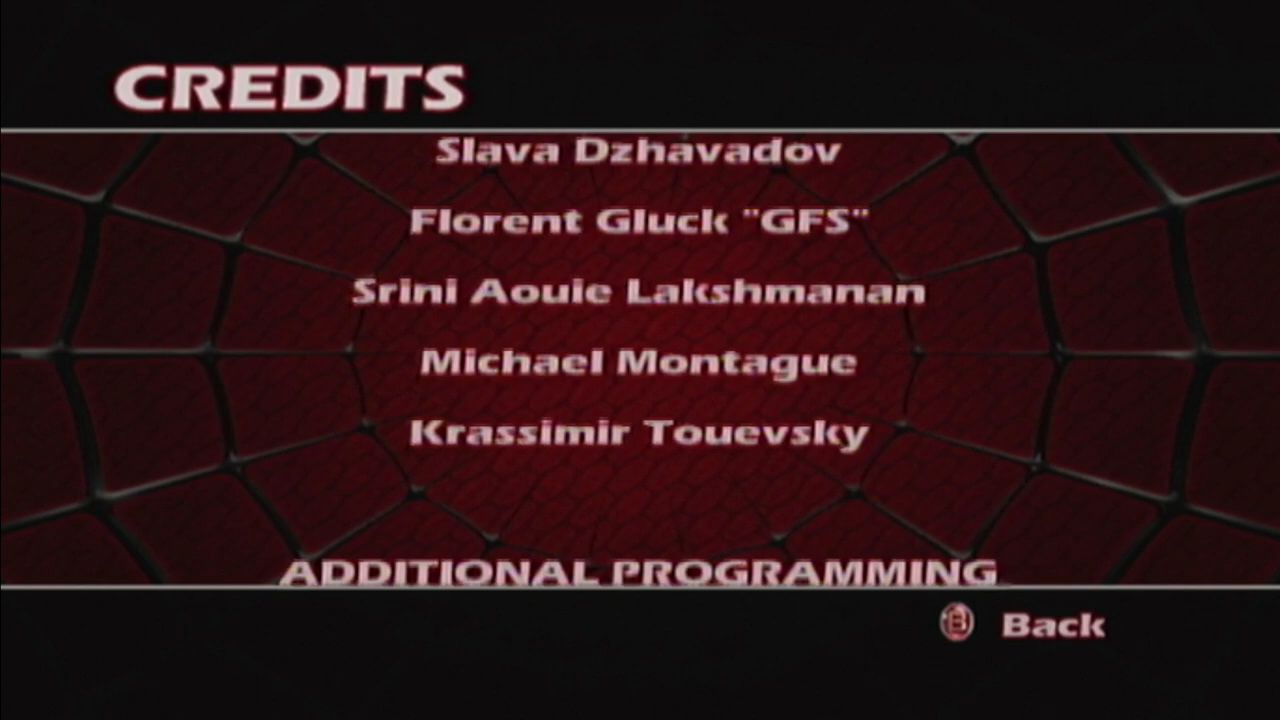 CREDITS
Slava Dzhavadov
Florent Gluck "GFS"
Srini Aouie Lakshmanan
Michael Montague
Krassimir Touevsky
ADDITIONAL PROGRAMMING
B Back